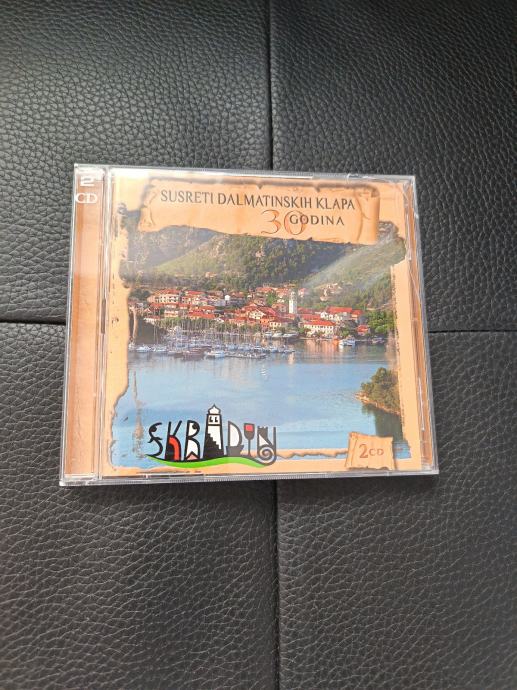 2
CD
SUSRETI DALMATINSKIH KLAPA
30 GODINA
SKRADIN
2CD